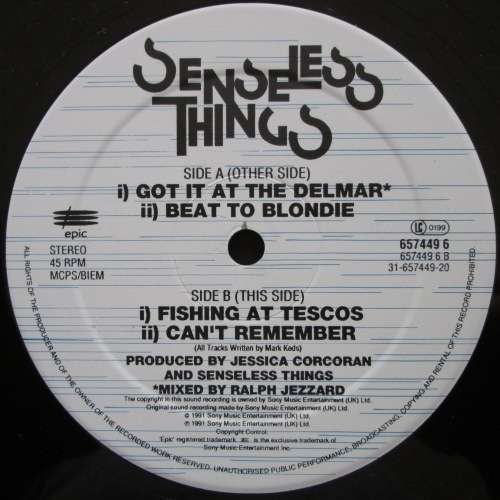 SENSELESS
THINGS
SIDE A (OTHER SIDE)
i) GOT IT AT THE DELMAR*
ii) BEAT TO BLONDIE
epic
STEREO
45 RPM
MCPS/BIEM
LC 0199
657449 6
657449 6 B
31-657449-20
SIDE B (THIS SIDE)
i) FISHING AT TESCOS
ii) CAN'T REMEMBER
(All Tracks Written by Mark Keds)
PRODUCED BY JESSICA CORCORAN
AND SENSELESS THINGS
*MIXED BY RALPH JEZZARD
The copyright in this sound recording is owned by Sony Music Entertainment (UK) Ltd.
Original sound recording made by Sony Music Entertainment (UK) Ltd.
℗ 1991 Sony Music Entertainment (UK) Ltd.
© 1991 Sony Music Entertainment (UK) Ltd.
Copyright Control.
'Epic' registered trademark. is the exclusive trademark of
Sony Music Entertainment Inc.
ALL RIGHTS OF THE PRODUCER AND OF THE OWNER OF THE RECORDED WORK RESERVED. UNAUTHORISED PUBLIC PERFORMANCE, BROADCASTING, COPYING AND RENTAL OF THIS RECORD PROHIBITED.